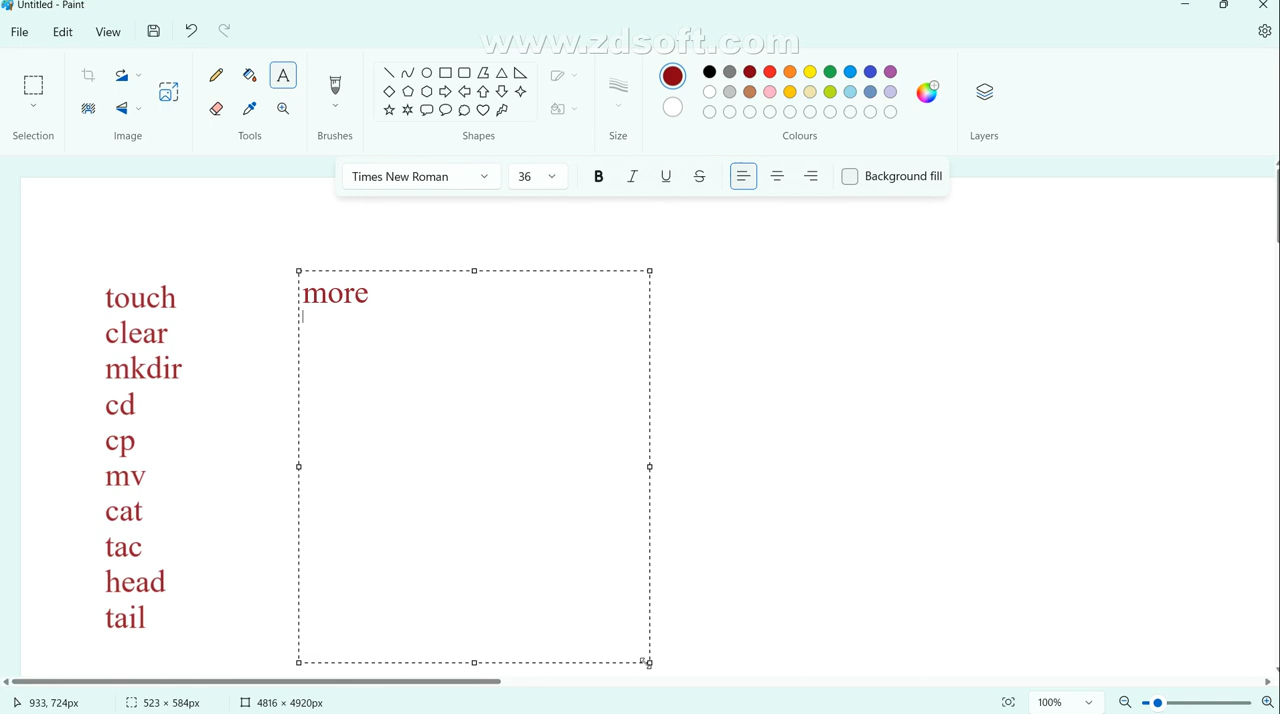 Untitled - Paint
File Edit View
www.zdsoft.com
Selection Image Tools Brushes Shapes Size Colours Layers
Times New Roman 36 B I U S Background fill
touch
clear
mkdir
cd
cp
mv
cat
tac
head
tail
more
933, 724px 523 × 584px 4816 × 4920px 100%